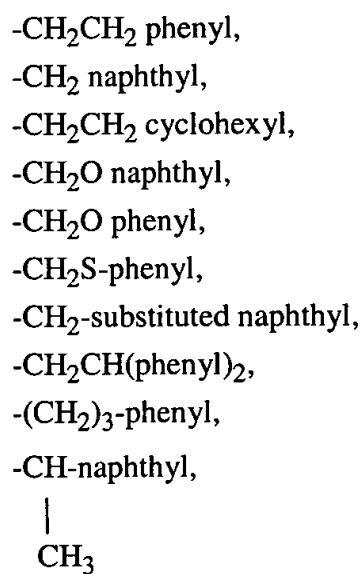 -CH₂CH₂ phenyl,
-CH₂ naphthyl,
-CH₂CH₂ cyclohexyl,
-CH₂O naphthyl,
-CH₂O phenyl,
-CH₂S-phenyl,
-CH₂-substituted naphthyl,
-CH₂CH(phenyl)₂,
-(CH₂)₃-phenyl,
-CH-naphthyl,
|
CH₃